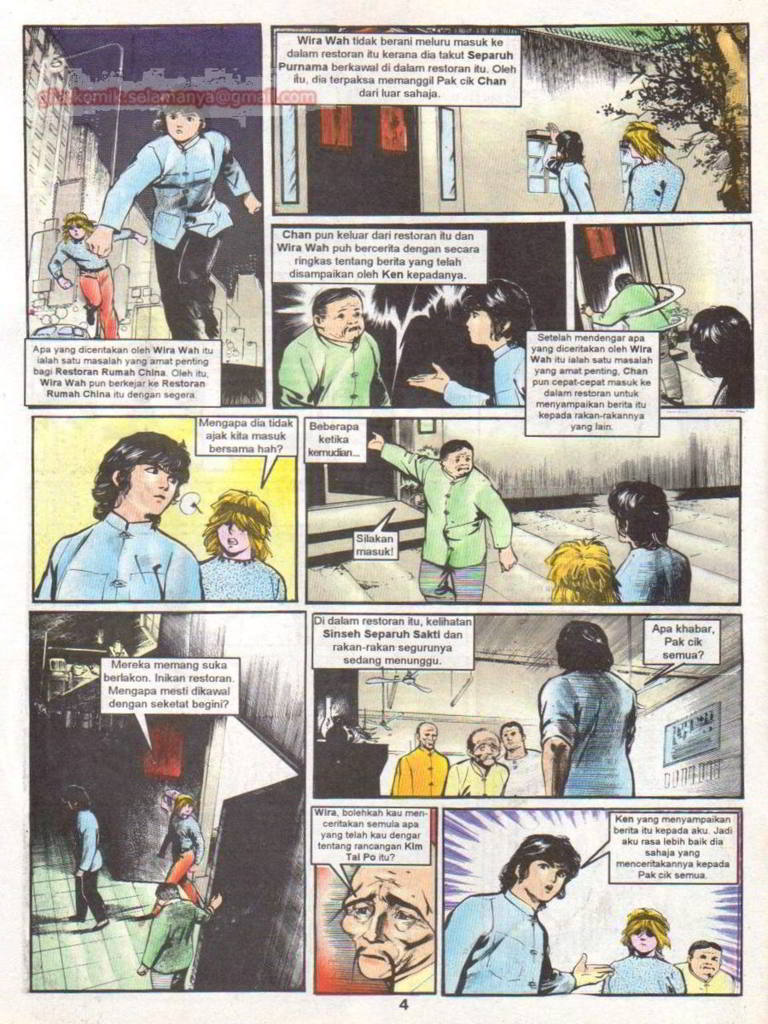 gila2komik.selamanya@gmail.com
Apa yang diceritakan oleh Wira Wah itu
ialah satu masalah yang amat penting
bagi Restoran Rumah China. Oleh itu,
Wira Wah pun berkejar ke Restoran
Rumah China itu dengan segera.
Wira Wah tidak berani meluru masuk ke
dalam restoran itu kerana dia takut Separuh
Purnama berkawal di dalam restoran itu. Oleh
itu, dia terpaksa memanggil Pak cik Chan
dari luar sahaja.
Chan pun keluar dari restoran itu dan
Wira Wah puh bercerita dengan secara
ringkas tentang berita yang telah
disampaikan oleh Ken kepadanya.
Setelah mendengar apa
yang diceritakan oleh Wira
Wah itu ialah satu masalah
yang amat penting, Chan
pun cepat-cepat masuk ke
dalam restoran untuk
menyampaikan berita itu
kepada rakan-rakannya
yang lain.
Mengapa dia tidak
ajak kita masuk
bersama hah?
Beberapa
ketika
kemudian...
Silakan
masuk!
Mereka memang suka
berlakon. Inikan restoran.
Mengapa mesti dikawal
dengan seketat begini?
Di dalam restoran itu, kelihatan
Sinseh Separuh Sakti dan
rakan-rakan segurunya
sedang menunggu.
Apa khabar,
Pak cik
semua?
Wira, bolehkah kau men-
ceritakan semula apa
yang telah kau dengar
tentang rancangan Kim
Tai Po itu?
Ken yang menyampaikan
berita itu kepada aku. Jadi
aku rasa lebih baik dia
sahaja yang
menceritakannya kepada
Pak cik semua.
4